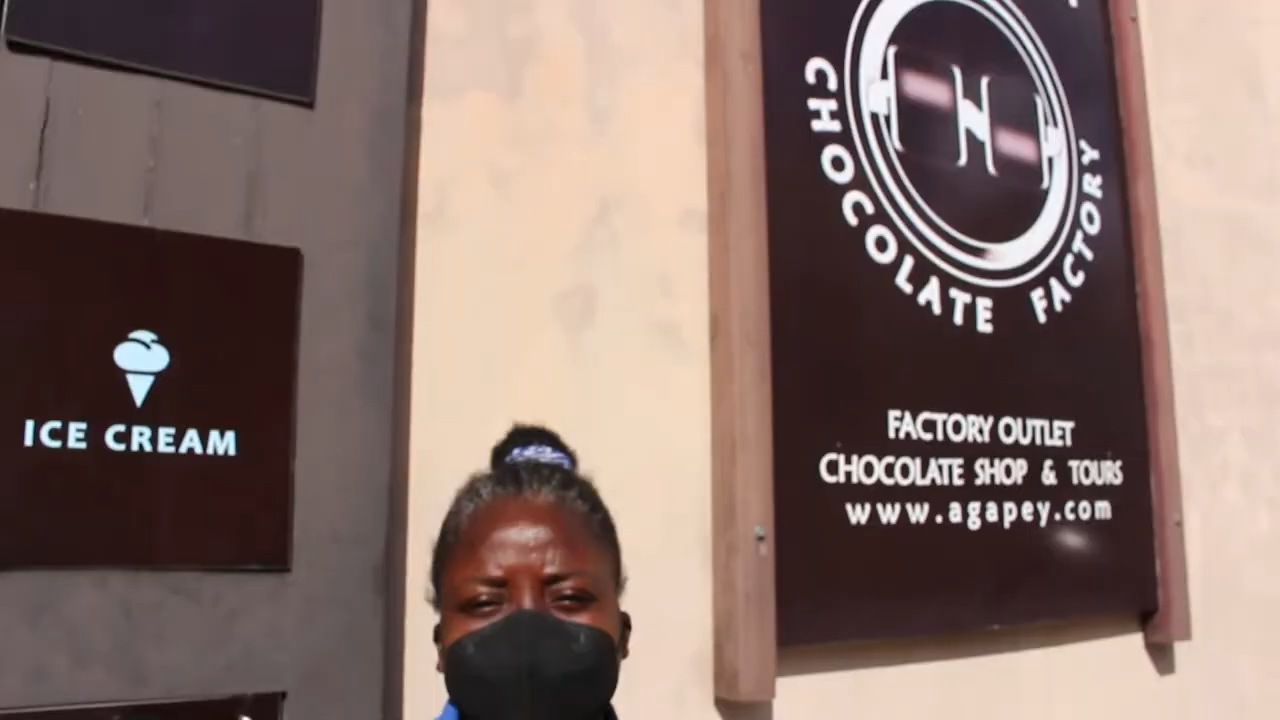 ICE CREAM
CHOCOLATE FACTORY
FACTORY OUTLET
CHOCOLATE SHOP & TOURS
www.agapey.com